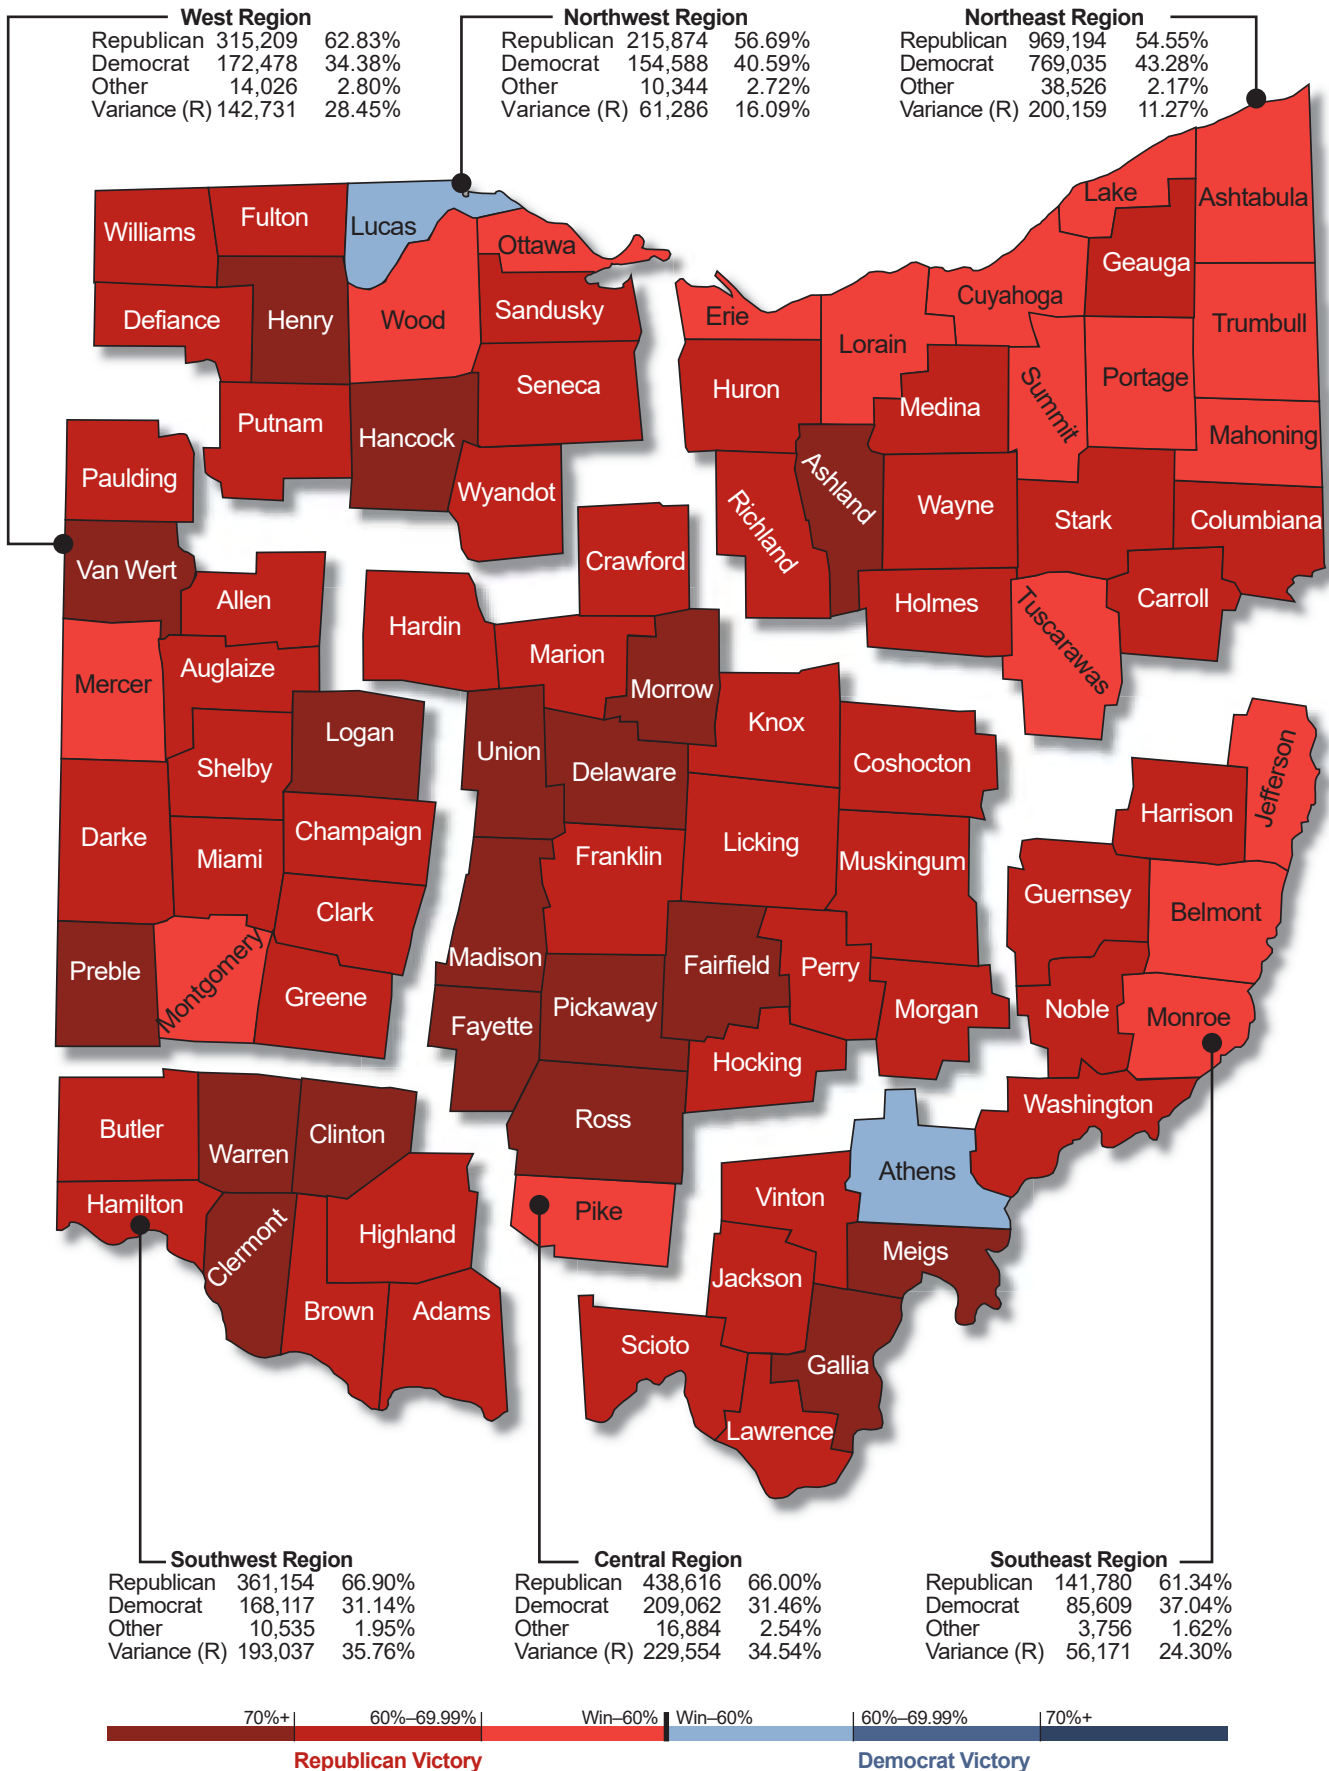 West Region
Republican 315,209 62.83%
Democrat 172,478 34.38%
Other 14,026 2.80%
Variance (R) 142,731 28.45%
Northwest Region
Republican 215,874 56.69%
Democrat 154,588 40.59%
Other 10,344 2.72%
Variance (R) 61,286 16.09%
Northeast Region
Republican 969,194 54.55%
Democrat 769,035 43.28%
Other 38,526 2.17%
Variance (R) 200,159 11.27%
Williams
Fulton
Lucas
Ottawa
Defiance
Henry
Wood
Sandusky
Seneca
Putnam
Hancock
Wyandot
Lake
Ashtabula
Geauga
Cuyahoga
Erie
Lorain
Trumbull
Huron
Medina
Summit
Portage
Mahoning
Richland
Ashland
Wayne
Stark
Columbiana
Holmes
Tuscarawas
Carroll
Paulding
Van Wert
Allen
Mercer
Auglaize
Logan
Shelby
Darke
Miami
Champaign
Clark
Preble
Montgomery
Greene
Crawford
Hardin
Marion
Morrow
Union
Delaware
Knox
Coshocton
Franklin
Licking
Muskingum
Madison
Fairfield
Perry
Pickaway
Fayette
Morgan
Hocking
Ross
Pike
Jefferson
Harrison
Guernsey
Belmont
Noble
Monroe
Washington
Athens
Vinton
Meigs
Jackson
Gallia
Scioto
Lawrence
Butler
Warren
Clinton
Hamilton
Clermont
Highland
Brown
Adams
Southwest Region
Republican 361,154 66.90%
Democrat 168,117 31.14%
Other 10,535 1.95%
Variance (R) 193,037 35.76%
Central Region
Republican 438,616 66.00%
Democrat 209,062 31.46%
Other 16,884 2.54%
Variance (R) 229,554 34.54%
Southeast Region
Republican 141,780 61.34%
Democrat 85,609 37.04%
Other 3,756 1.62%
Variance (R) 56,171 24.30%
70%+ 60%–69.99% Win–60% Win–60% 60%–69.99% 70%+
Republican Victory Democrat Victory